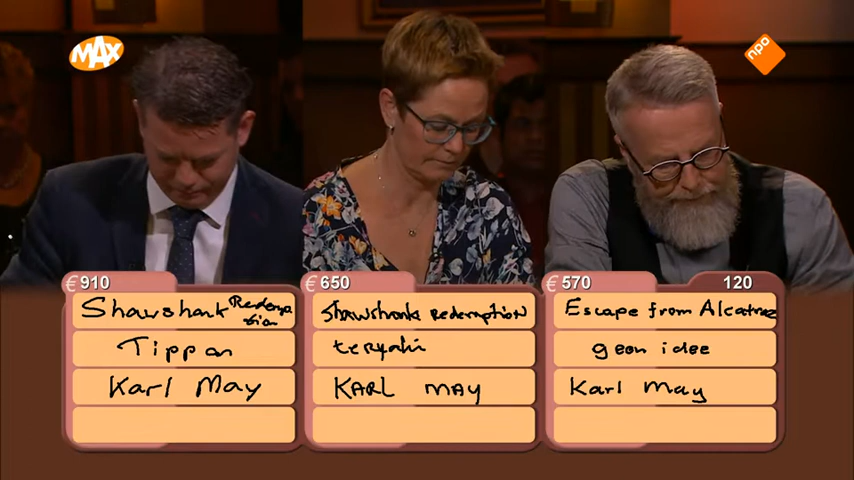 MAX
npo
€ 910
€ 650
€ 570
120
Shawshank Redemption
Shawshank Redemption
Escape from Alcatraz
Tippan
teryaki
geen idee
Karl May
KARL MAY
Karl May